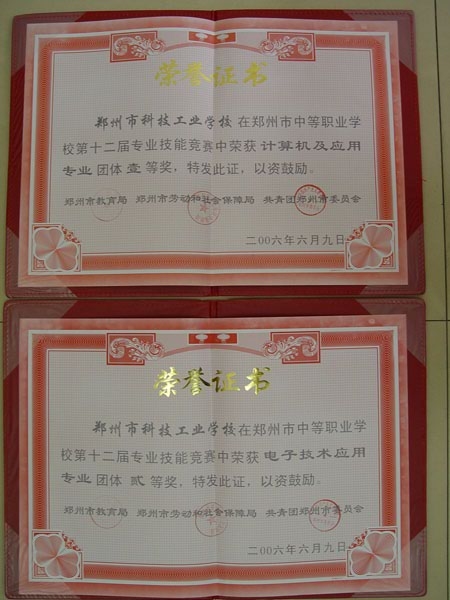 荣誉证书
郑州市科技工业学校在郑州市中等职业学
校第十二届专业技能竞赛中荣获计算机及应用
专业团体壹等奖，特发此证，以资鼓励。
郑州市教育局 郑州市劳动和社会保障局 共青团郑州市委员会
二00六年六月九日
荣誉证书
郑州市科技工业学校在郑州市中等职业学
校第十二届专业技能竞赛中荣获电子技术应用
专业团体贰等奖，特发此证，以资鼓励。
郑州市教育局 郑州市劳动和社会保障局 共青团郑州市委员会
二00六年六月九日